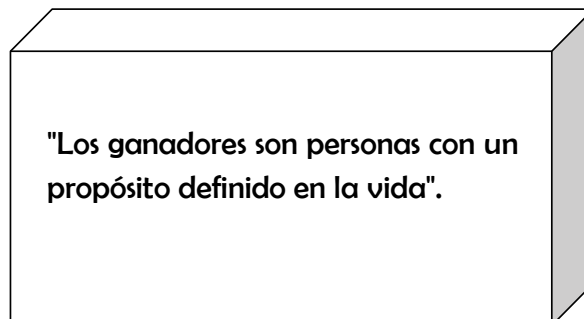 "Los ganadores son personas con un
propósito definido en la vida".